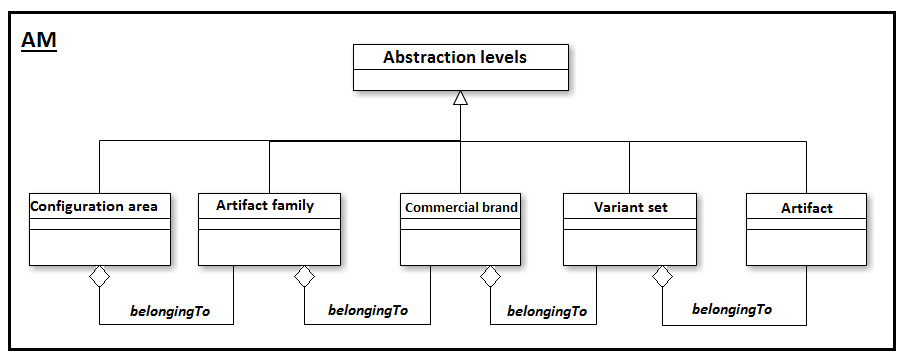 AM
Abstraction levels
Configuration area
Artifact family
Commercial brand
Variant set
Artifact
belongingTo
belongingTo
belongingTo
belongingTo